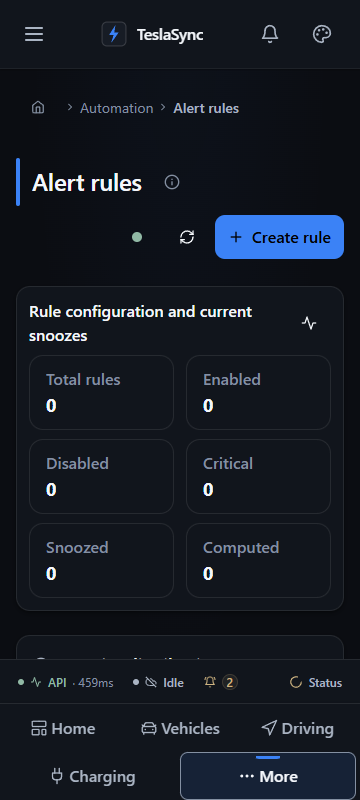 TeslaSync
Automation
Alert rules
Alert rules
Create rule
Rule configuration and current
snoozes
Total rules
Enabled
0
0
Disabled
Critical
0
0
Snoozed
Computed
0
0
API · 459ms
Idle
2
Status
Home
Vehicles
Driving
Charging
More